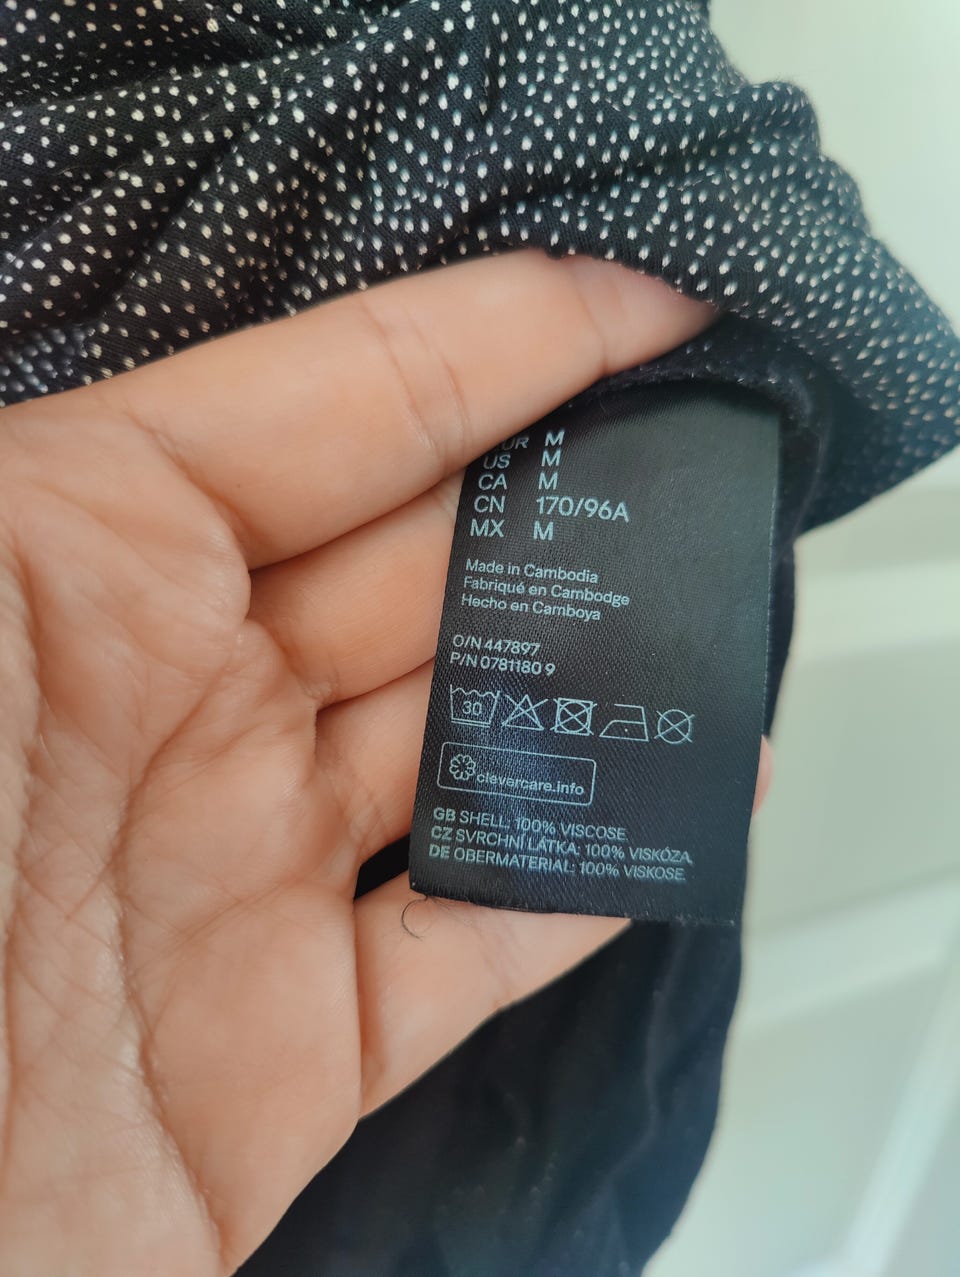 UR M
US M
CA M
CN 170/96A
MX M
Made in Cambodia
Fabriqué en Cambodge
Hecho en Camboya
O/N 447897
P/N 0781180 9
30
clevercare.info
GB SHELL: 100% VISCOSE.
CZ SVRCHNÍ LÁTKA: 100% VISKÓZA.
DE OBERMATERIAL: 100% VISKOSE.